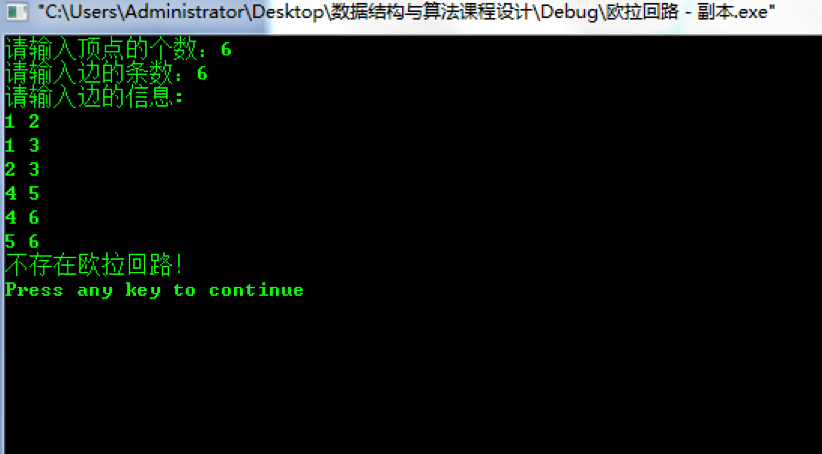 "C:\Users\Administrator\Desktop\数据结构与算法课程设计\Debug\欧拉回路 - 副本.exe"
请输入顶点的个数：6
请输入边的条数：6
请输入边的信息：
1 2
1 3
2 3
4 5
4 6
5 6
不存在欧拉回路！
Press any key to continue